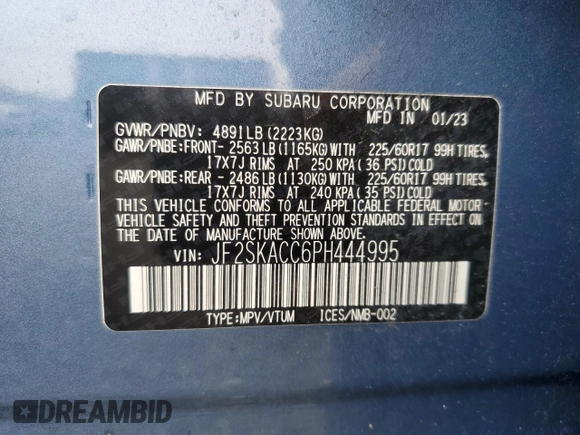 MFD BY SUBARU CORPORATION
MFD IN 01/23
GVWR/PNBV: 4891LB(2223KG)
GAWR/PNBE:FRONT- 2563LB(1165KG)WITH 225/60R17 99H TIRES,
17X7J RIMS AT 250 KPA( 36 PSI)COLD
GAWR/PNBE:REAR - 2486LB(1130KG)WITH 225/60R17 99H TIRES,
17X7J RIMS AT 240 KPA( 35 PSI)COLD
THIS VEHICLE CONFORMS TO ALL APPLICABLE FEDERAL MOTOR-
VEHICLE SAFETY AND THEFT PREVENTION STANDARDS IN EFFECT ON
THE DATE OF MANUFACTURE SHOWN ABOVE.
VIN: JF2SKACC6PH444995
TYPE:MPV/VTUM ICES/NMB-002
DREAMBID